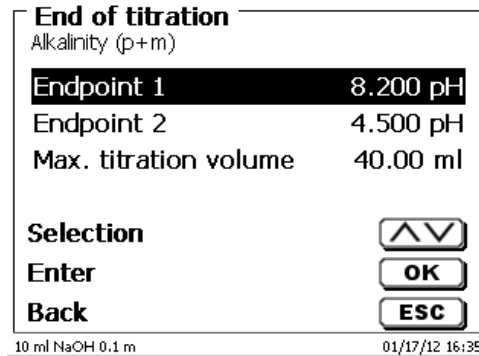 End of titration
Alkalinity (p+m)
Endpoint 1 8.200 pH
Endpoint 2 4.500 pH
Max. titration volume 40.00 ml
Selection
Enter OK
Back ESC
10 ml NaOH 0.1 m 01/17/12 16:35